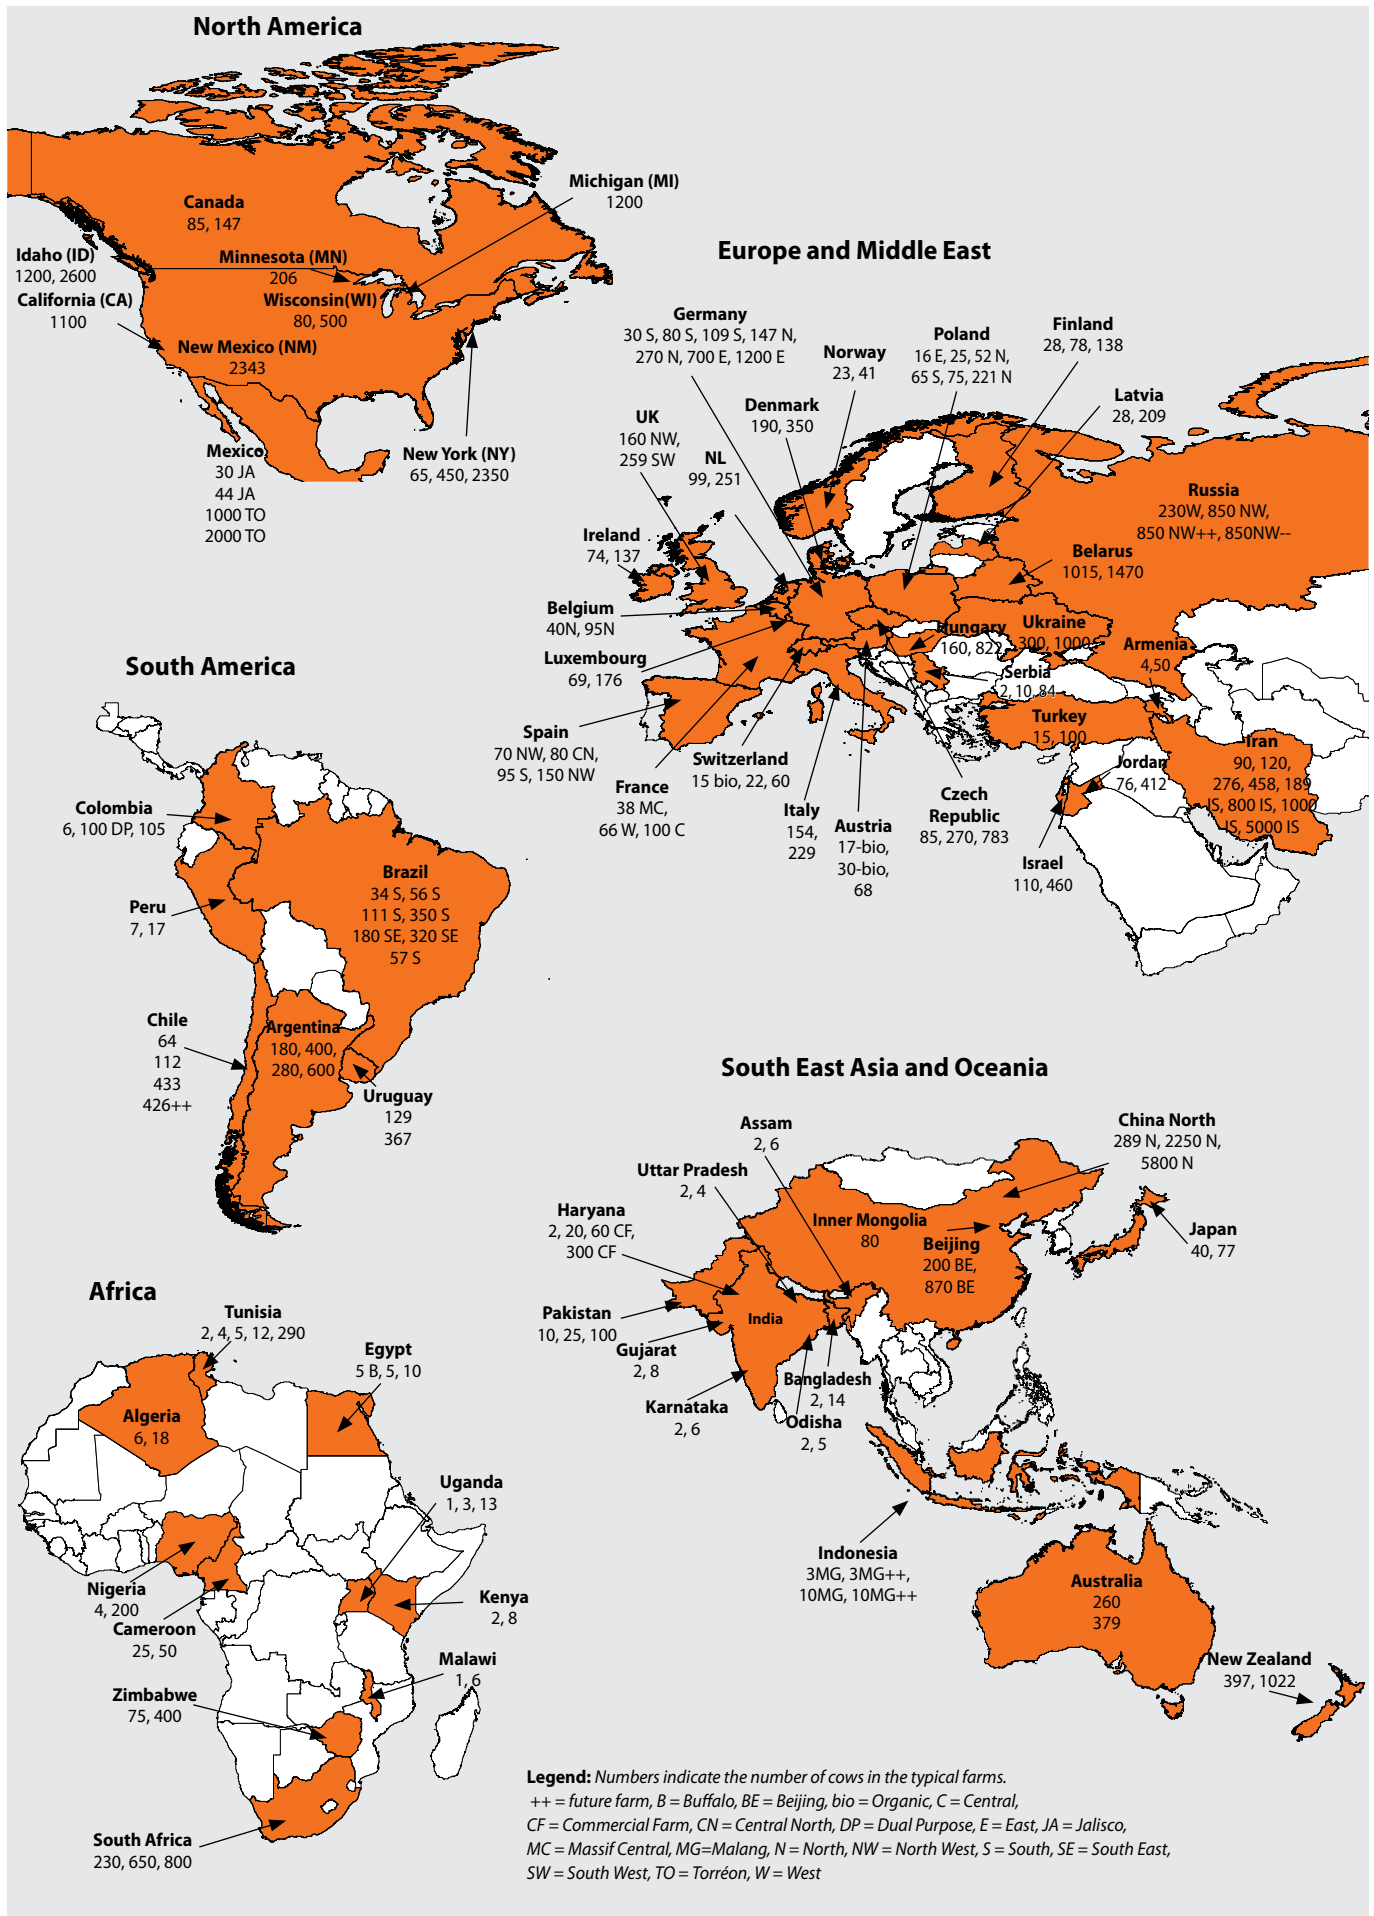 North America
Michigan (MI)
1200
Canada
85, 147
Idaho (ID)
1200, 2600
Minnesota (MN)
206
California (CA)
1100
Wisconsin(WI)
80, 500
New Mexico (NM)
2343
Mexico
30 JA
44 JA
1000 TO
2000 TO
New York (NY)
65, 450, 2350
Europe and Middle East
Germany
30 S, 80 S, 109 S, 147 N,
270 N, 700 E, 1200 E
Norway
23, 41
Poland
16 E, 25, 52 N,
65 S, 75, 221 N
Finland
28, 78, 138
Latvia
28, 209
Denmark
190, 350
UK
160 NW,
259 SW
NL
99, 251
Russia
230W, 850 NW,
850 NW++, 850NW--
Ireland
74, 137
Belarus
1015, 1470
Belgium
40N, 95N
Hungary
160, 822
Ukraine
300, 1000
Armenia
4,50
Luxembourg
69, 176
Serbia
2, 10, 84
Turkey
15, 100
Spain
70 NW, 80 CN,
95 S, 150 NW
Iran
90, 120,
276, 458, 189
IS, 800 IS, 1000
IS, 5000 IS
Switzerland
15 bio, 22, 60
Jordan
76, 412
France
38 MC,
66 W, 100 C
Italy
154,
229
Austria
17-bio,
30-bio,
68
Czech
Republic
85, 270, 783
Israel
110, 460
South America
Colombia
6, 100 DP, 105
Brazil
34 S, 56 S
111 S, 350 S
180 SE, 320 SE
57 S
Peru
7, 17
Chile
64
112
433
426++
Argentina
180, 400,
280, 600
Uruguay
129
367
South East Asia and Oceania
Assam
2, 6
China North
289 N, 2250 N,
5800 N
Uttar Pradesh
2, 4
Haryana
2, 20, 60 CF,
300 CF
Inner Mongolia
80
Beijing
200 BE,
870 BE
Japan
40, 77
Pakistan
10, 25, 100
India
Gujarat
2, 8
Bangladesh
2, 14
Karnataka
2, 6
Odisha
2, 5
Indonesia
3MG, 3MG++,
10MG, 10MG++
Australia
260
379
New Zealand
397, 1022
Africa
Tunisia
2, 4, 5, 12, 290
Egypt
5 B, 5, 10
Algeria
6, 18
Uganda
1, 3, 13
Nigeria
4, 200
Kenya
2, 8
Cameroon
25, 50
Malawi
1, 6
Zimbabwe
75, 400
South Africa
230, 650, 800
Legend: Numbers indicate the number of cows in the typical farms.
++ = future farm, B = Buffalo, BE = Beijing, bio = Organic, C = Central,
CF = Commercial Farm, CN = Central North, DP = Dual Purpose, E = East, JA = Jalisco,
MC = Massif Central, MG=Malang, N = North, NW = North West, S = South, SE = South East,
SW = South West, TO = Torréon, W = West